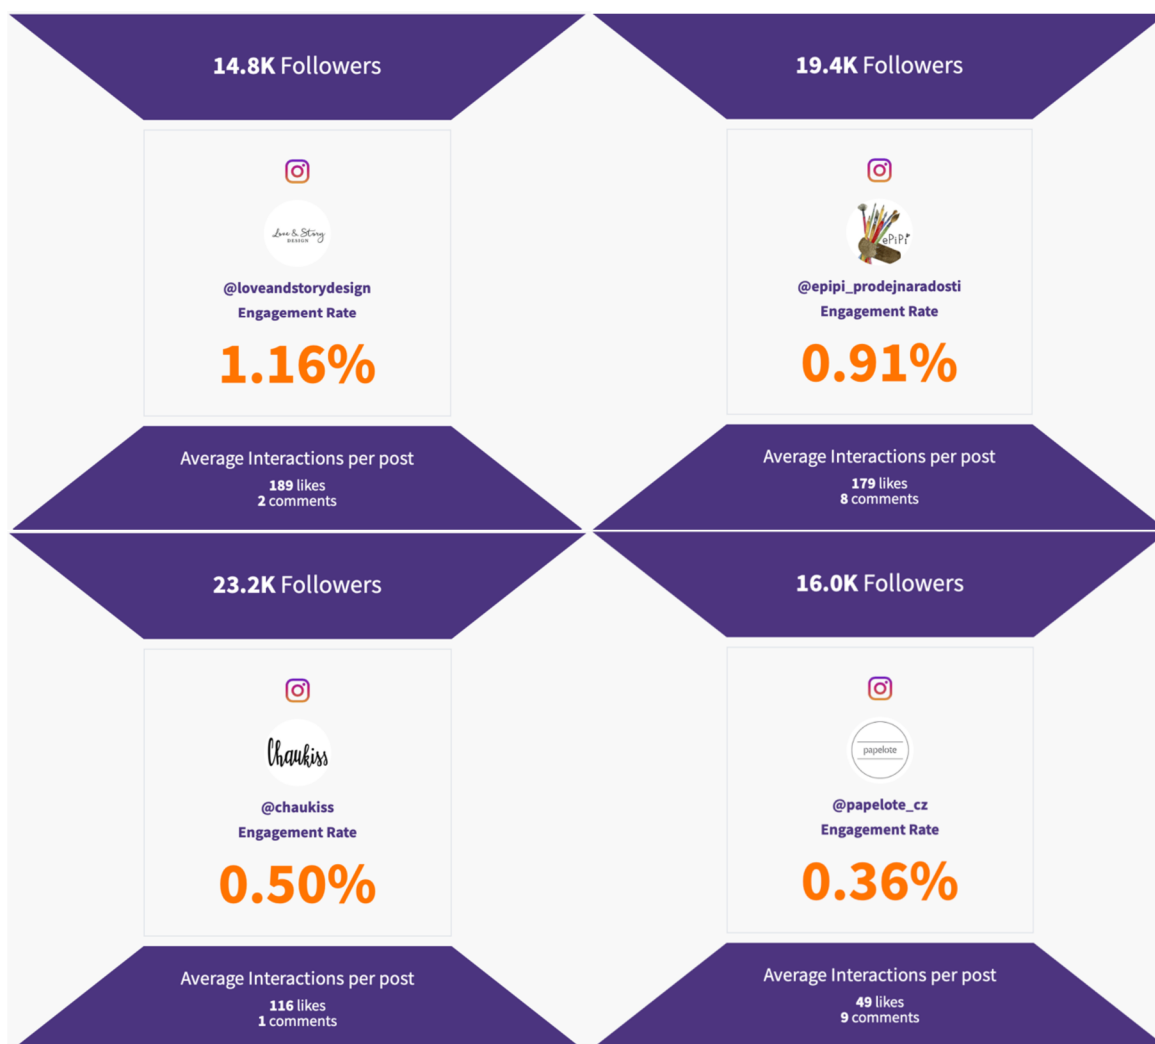 14.8K Followers
Love & Story
DESIGN
@loveandstorydesign
Engagement Rate
1.16%
Average Interactions per post
189 likes
2 comments
19.4K Followers
ePiPi
@epipi_prodejnaradosti
Engagement Rate
0.91%
Average Interactions per post
179 likes
8 comments
23.2K Followers
Chaukiss
@chaukiss
Engagement Rate
0.50%
Average Interactions per post
116 likes
1 comments
16.0K Followers
papelote
@papelote_cz
Engagement Rate
0.36%
Average Interactions per post
49 likes
9 comments